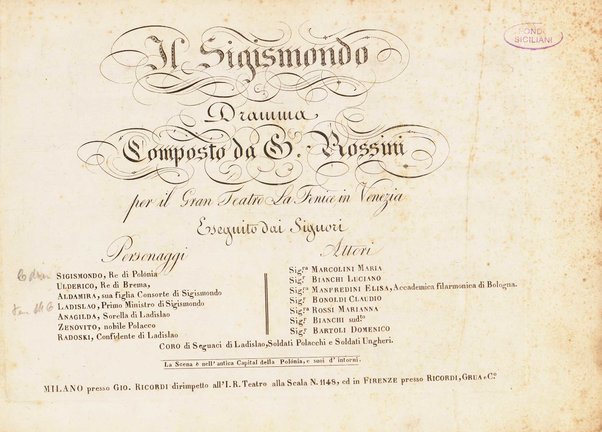 FONDI
SICILIANI
Il Sigismondo
Dramma
Composto da G. Rossini
per il Gran Teatro La Fenice in Venezia
Eseguito dai Signori
Personaggi Attori
SIGISMONDO, Re di Polónia Sig.ra MARCOLINI MARIA
ULDERICO, Re di Brema, Sig.r BIANCHI LUCIANO
ALDAMIRA, sua figlia Consorte di Sigismondo Sig.ra MANFREDINI ELISA, Accademica filarmonica di Bologna.
LADISLAO, Primo Ministro di Sigismondo Sig.r BONOLDI CLAUDIO
ANAGILDA, Sorella di Ladislao Sig.ra ROSSI MARIANNA
ZENOVITO, nobile Polacco Sig.r BIANCHI sud.to
RADOSKI, Confidente di Ladislao Sig.r BARTOLI DOMENICO
CORO di Seguaci di Ladislao, Soldati Polacchi e Soldati Ungheri.
La Scena è nell'antica Capital della Polónia, e suoi d'intorni.
MILANO presso GIO. RICORDI dirimpetto all'I. R. Teatro alla Scala N. 1148, ed in FIRENZE presso RICORDI, GRUA e C.o